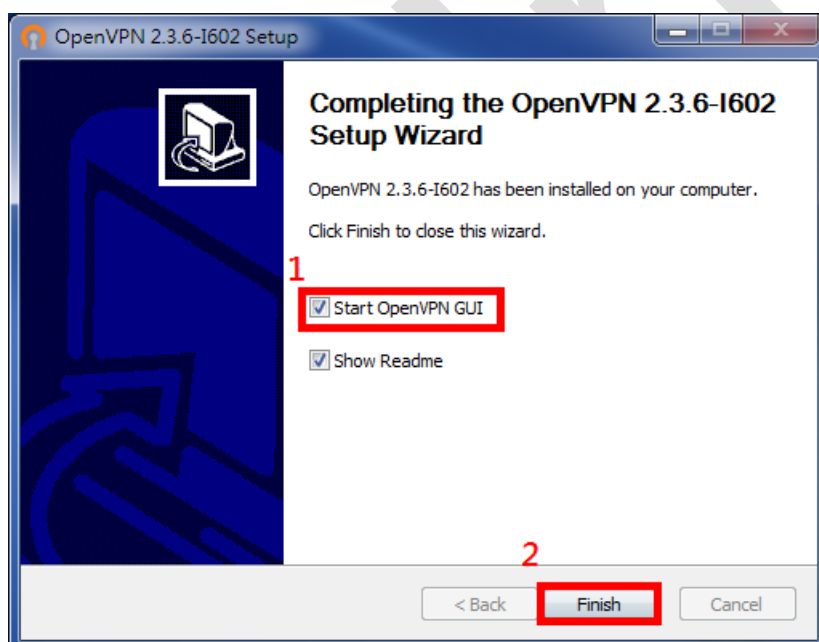 OpenVPN 2.3.6-I602 Setup
Completing the OpenVPN 2.3.6-I602
Setup Wizard
OpenVPN 2.3.6-I602 has been installed on your computer.
Click Finish to close this wizard.
1
Start OpenVPN GUI
Show Readme
2
< Back Finish Cancel